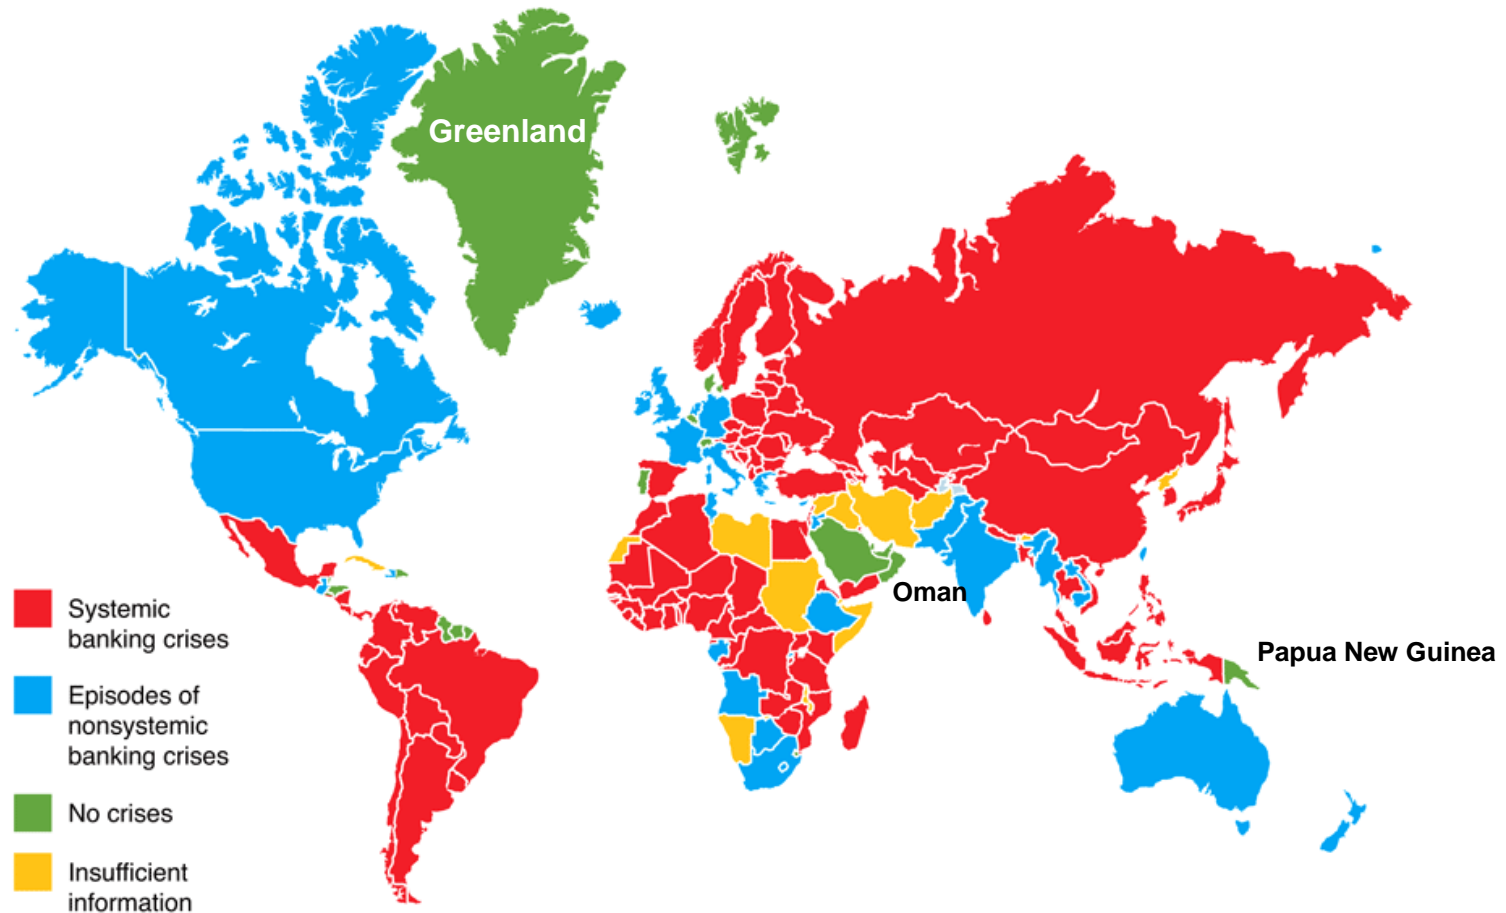 Greenland
Oman
Papua New Guinea
Systemic
banking crises
Episodes of
nonsystemic
banking crises
No crises
Insufficient
information